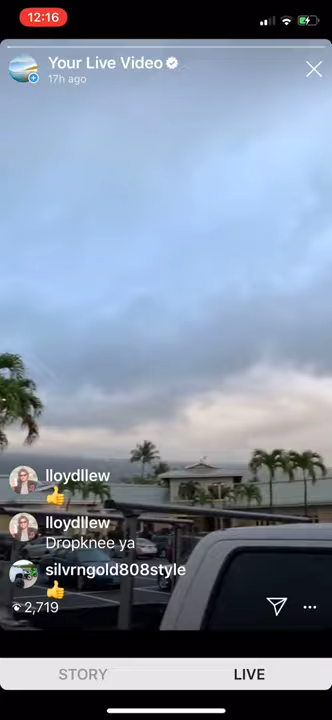 12:16
Your Live Video
17h ago
lloydllew
👍
lloydllew
Dropknee ya
silvrngold808style
👍
2,719
STORY
LIVE